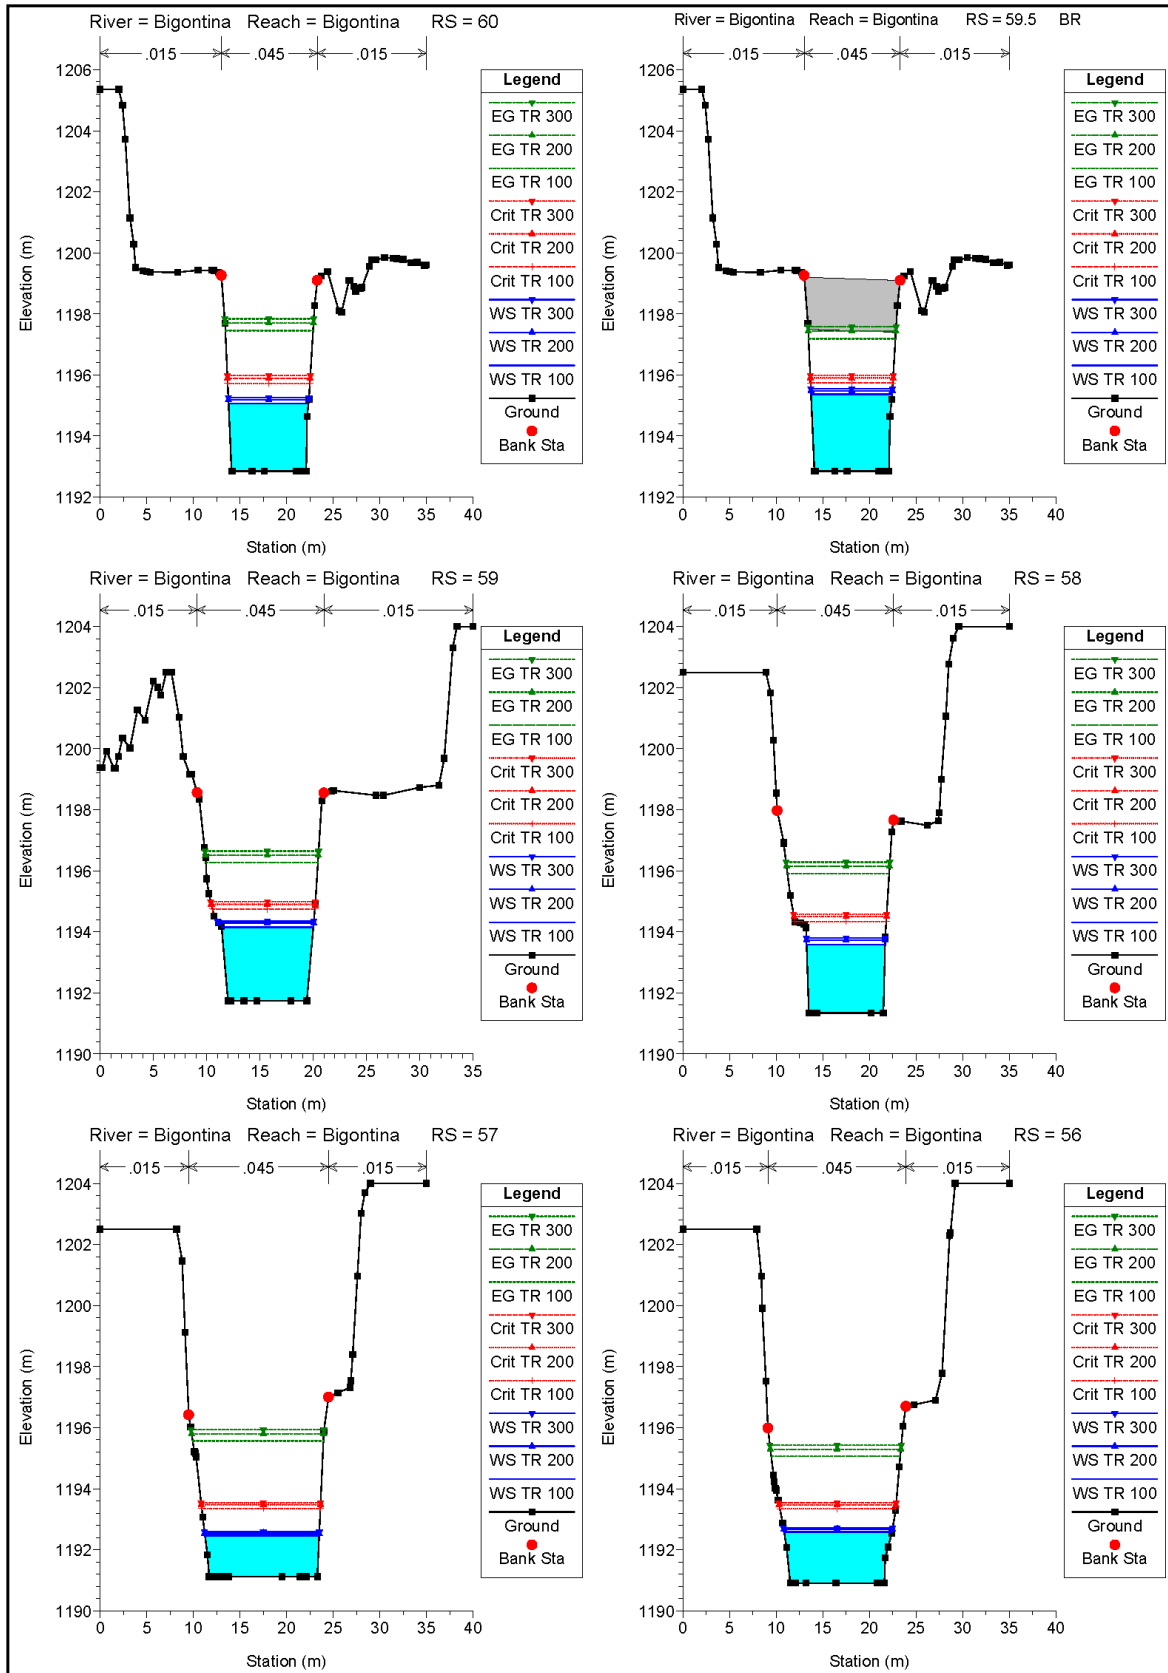 River = Bigontina Reach = Bigontina RS = 60
.015 .045 .015
1206
1204
1202
1200
1198
1196
1194
1192
Elevation (m)
0 5 10 15 20 25 30 35 40
Station (m)
Legend
EG TR 300
EG TR 200
EG TR 100
Crit TR 300
Crit TR 200
Crit TR 100
WS TR 300
WS TR 200
WS TR 100
Ground
Bank Sta
River = Bigontina Reach = Bigontina RS = 59.5 BR
.015 .045 .015
1206
1204
1202
1200
1198
1196
1194
1192
Elevation (m)
0 5 10 15 20 25 30 35 40
Station (m)
Legend
EG TR 300
EG TR 200
EG TR 100
Crit TR 300
Crit TR 200
Crit TR 100
WS TR 300
WS TR 200
WS TR 100
Ground
Bank Sta
River = Bigontina Reach = Bigontina RS = 59
.015 .045 .015
1204
1202
1200
1198
1196
1194
1192
1190
Elevation (m)
0 5 10 15 20 25 30 35
Station (m)
Legend
EG TR 300
EG TR 200
EG TR 100
Crit TR 300
Crit TR 200
Crit TR 100
WS TR 300
WS TR 200
WS TR 100
Ground
Bank Sta
River = Bigontina Reach = Bigontina RS = 58
.015 .045 .015
1204
1202
1200
1198
1196
1194
1192
1190
Elevation (m)
0 5 10 15 20 25 30 35 40
Station (m)
Legend
EG TR 300
EG TR 200
EG TR 100
Crit TR 300
Crit TR 200
Crit TR 100
WS TR 300
WS TR 200
WS TR 100
Ground
Bank Sta
River = Bigontina Reach = Bigontina RS = 57
.015 .045 .015
1204
1202
1200
1198
1196
1194
1192
1190
Elevation (m)
0 5 10 15 20 25 30 35 40
Station (m)
Legend
EG TR 300
EG TR 200
EG TR 100
Crit TR 300
Crit TR 200
Crit TR 100
WS TR 300
WS TR 200
WS TR 100
Ground
Bank Sta
River = Bigontina Reach = Bigontina RS = 56
.015 .045 .015
1204
1202
1200
1198
1196
1194
1192
1190
Elevation (m)
0 5 10 15 20 25 30 35 40
Station (m)
Legend
EG TR 300
EG TR 200
EG TR 100
Crit TR 300
Crit TR 200
Crit TR 100
WS TR 300
WS TR 200
WS TR 100
Ground
Bank Sta